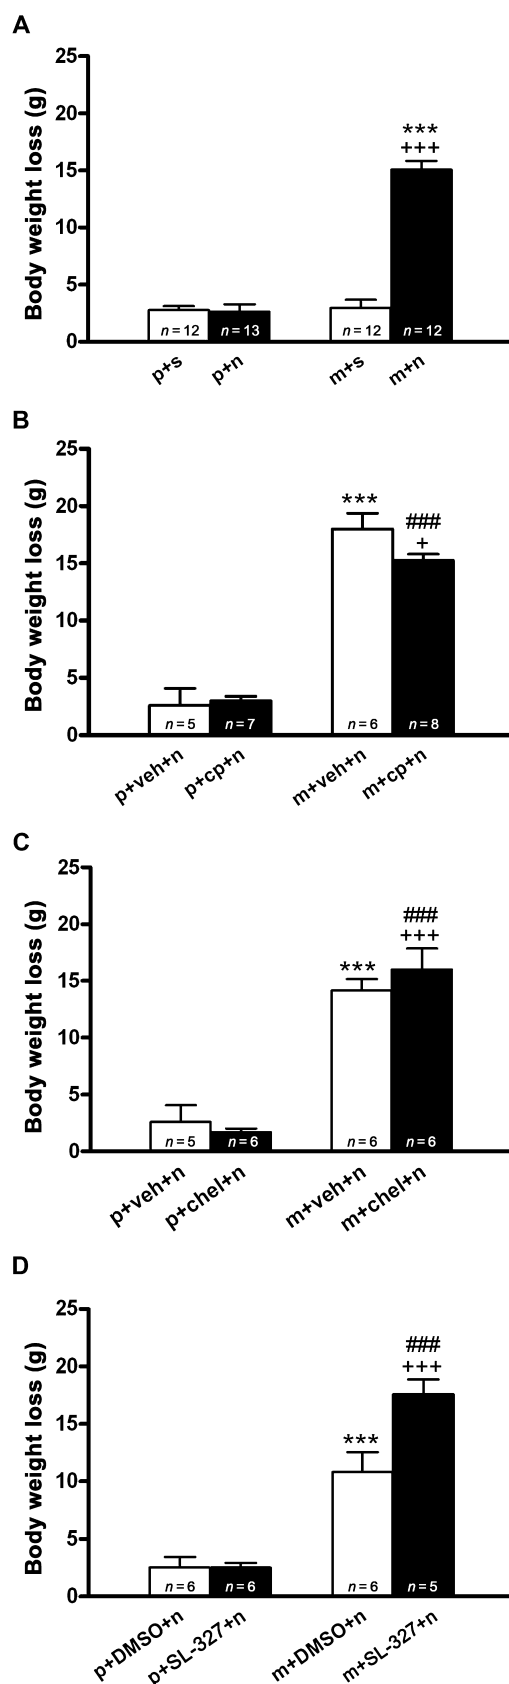 A
Body weight loss (g)
25
20
15
10
5
0
***
+++
n = 12
n = 13
n = 12
n = 12
p+s
p+n
m+s
m+n
B
Body weight loss (g)
25
20
15
10
5
0
***
###
+
n = 5
n = 7
n = 6
n = 8
p+veh+n
p+cp+n
m+veh+n
m+cp+n
C
Body weight loss (g)
25
20
15
10
5
0
***
###
+++
n = 5
n = 6
n = 6
n = 6
p+veh+n
p+chel+n
m+veh+n
m+chel+n
D
Body weight loss (g)
25
20
15
10
5
0
***
###
+++
n = 6
n = 6
n = 6
n = 5
p+DMSO+n
p+SL-327+n
m+DMSO+n
m+SL-327+n